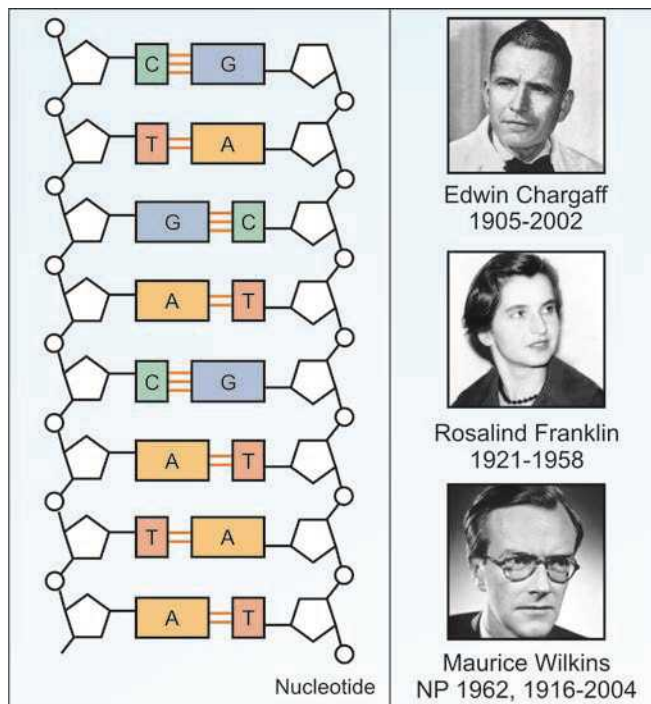 C G
T A
G C
A T
C G
A T
T A
A T
Nucleotide
Edwin Chargaff
1905-2002
Rosalind Franklin
1921-1958
Maurice Wilkins
NP 1962, 1916-2004